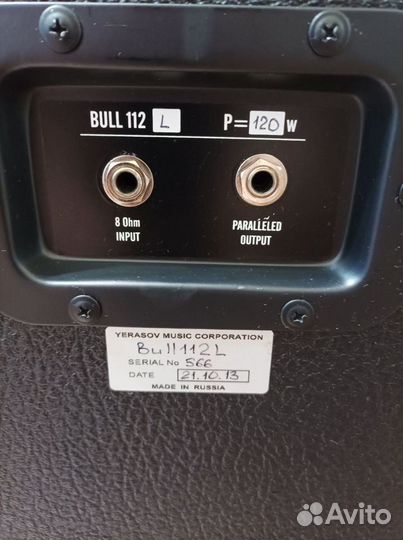 BULL 112 L P=120 W
8 Ohm INPUT
PARALLELED OUTPUT
YERASOV MUSIC CORPORATION
Bull112L
SERIAL No 566
DATE 21.10.13
MADE IN RUSSIA
Avito